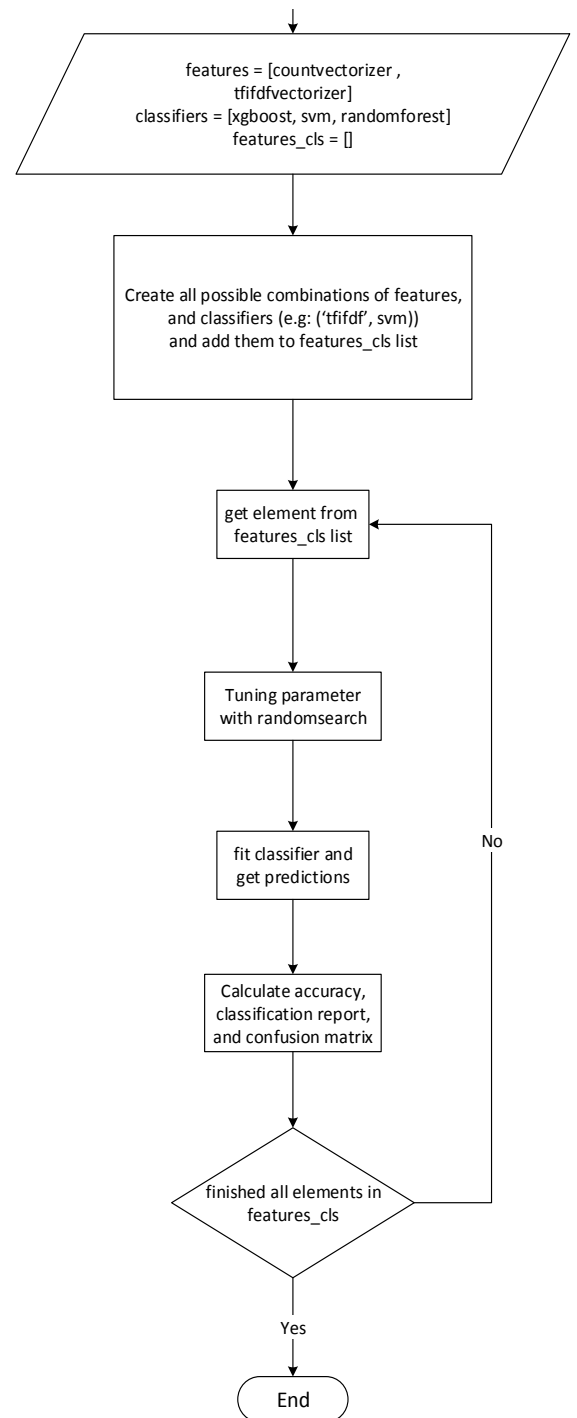 features = [countvectorizer ,
tfifdfvectorizer]
classifiers = [xgboost, svm, randomforest]
features_cls = []
Create all possible combinations of features,
and classifiers (e.g: (‘tfifdf’, svm))
and add them to features_cls list
get element from
features_cls list
Tuning parameter
with randomsearch
fit classifier and
get predictions
No
Calculate accuracy,
classification report,
and confusion matrix
finished all elements in
features_cls
Yes
End